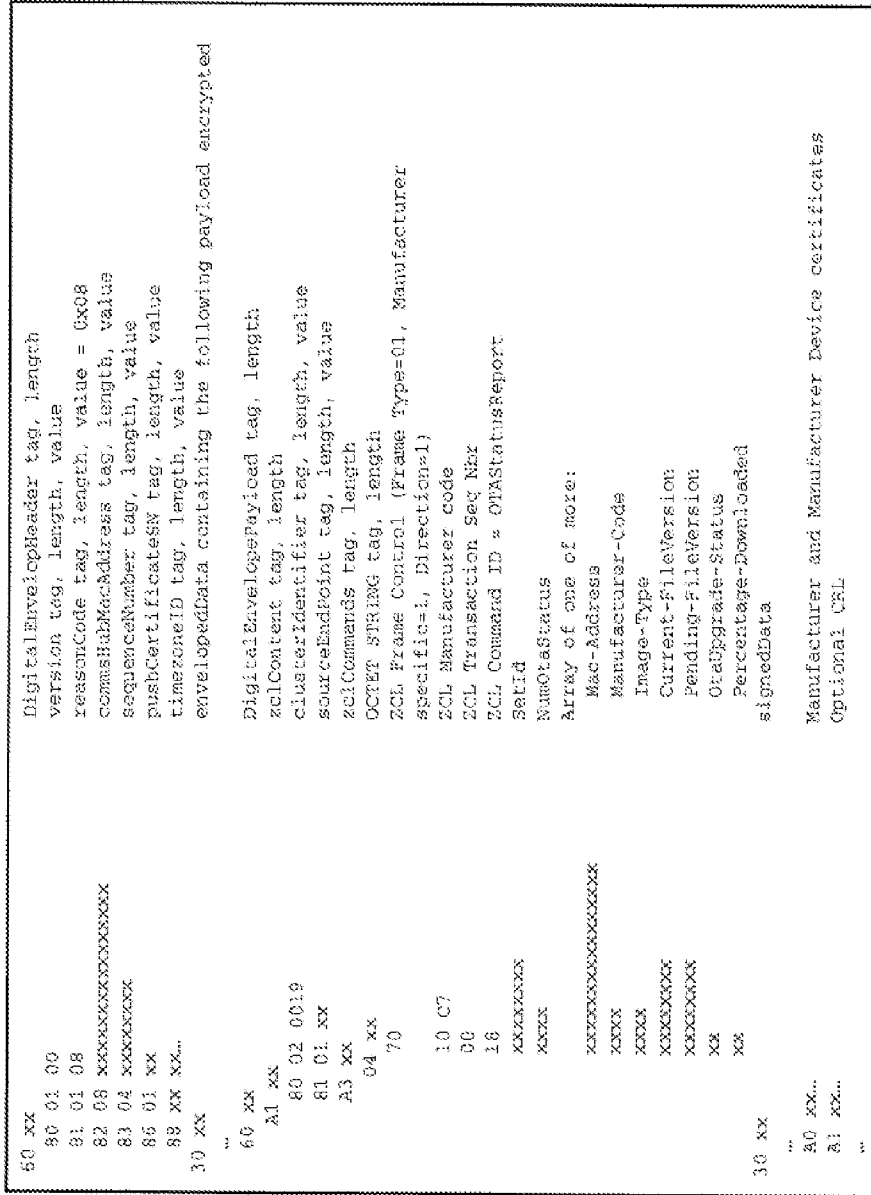 60 xx DigitalEnvelopHeader tag, length
80 01 00 version tag, length, value
81 01 08 reasonCode tag, length, value = 0x08
82 08 xxxxxxxxxxxxxxxx commsHubMacAddress tag, length, value
83 04 xxxxxxxx sequenceNumber tag, length, value
86 01 xx pushCertificateSN tag, length, value
88 xx xx… timezoneID tag, length, value
30 xx envelopedData containing the following payload encrypted
…
60 xx DigitalEnvelopePayload tag, length
A1 xx zclContent tag, length
80 02 0019 clusterIdentifier tag, length, value
81 01 xx sourceEndPoint tag, length, value
A3 xx zclCommands tag, length
04 xx OCTET STRING tag, length
70 ZCL Frame Control (Frame Type=01, Manufacturer
specific=1, Direction=1)
10 C7 ZCL Manufacturer code
00 ZCL Transaction Seq Nbr
18 ZCL Command ID = OTAStatusReport
xxxxxxxx SetId
xxxx NumOtaStatus
Array of one of more:
xxxxxxxxxxxxxxxx Mac-Address
xxxx Manufacturer-Code
xxxx Image-Type
xxxxxxxx Current-FileVersion
xxxxxxxx Pending-FileVersion
xx OtaUpgrade-Status
xx Percentage-Downloaded
30 xx signedData
…
A0 xx… Manufacturer and Manufacturer Device certificates
A1 xx… Optional CRL
…